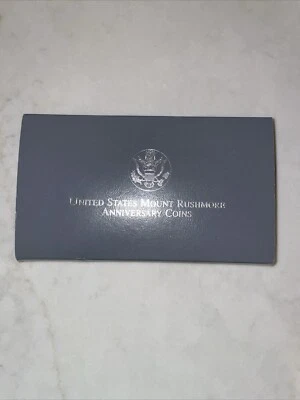 UNITED STATES MOUNT RUSHMORE
ANNIVERSARY COINS